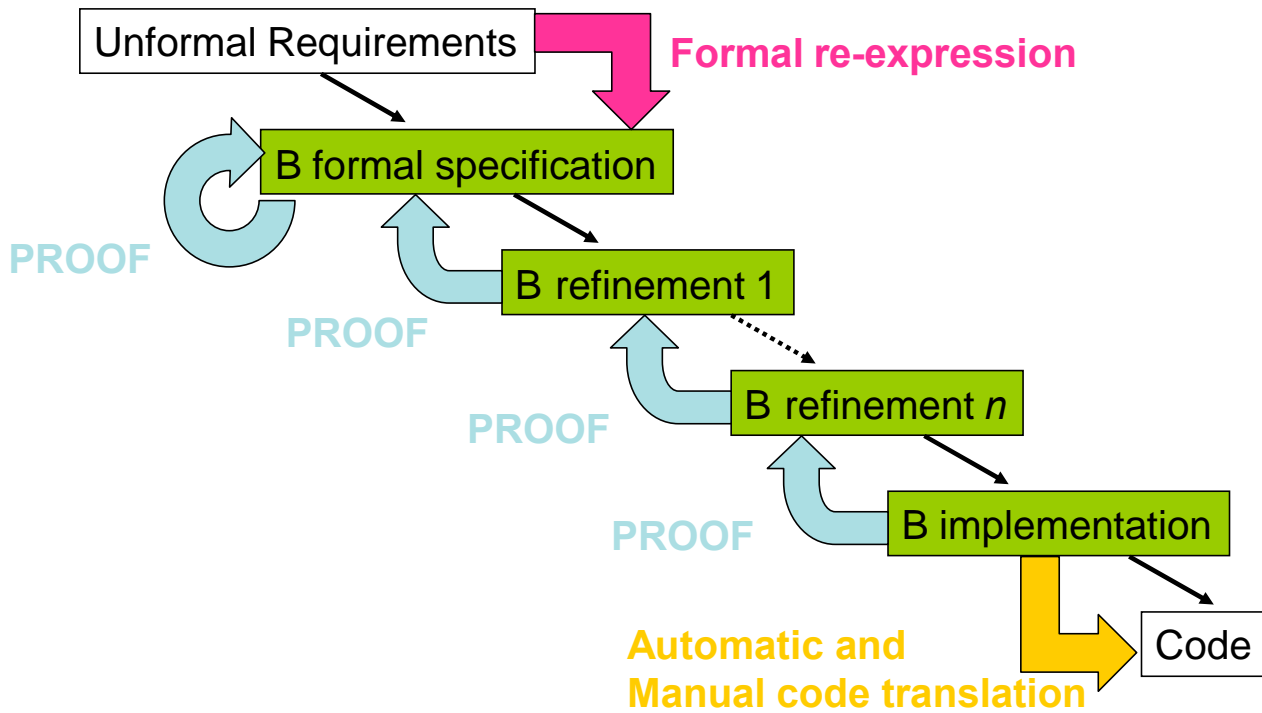 Unformal Requirements
Formal re-expression
B formal specification
PROOF
B refinement 1
PROOF
B refinement n
PROOF
B implementation
PROOF
Automatic and
Manual code translation
Code